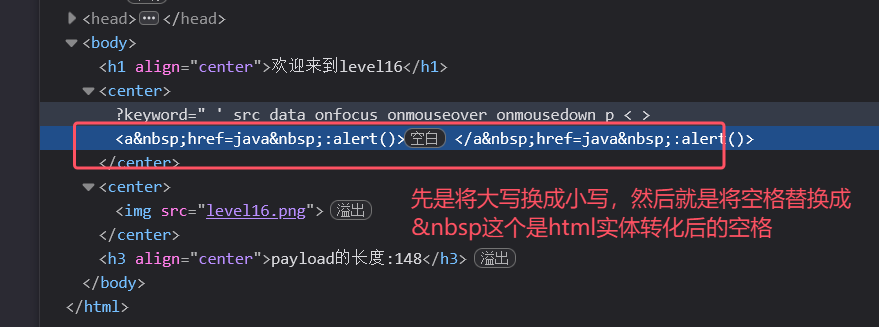 <head>⋯</head>
<body>
<h1 align="center">欢迎来到level16</h1>
<center>
?keyword=" ' src data onfocus onmouseover onmousedown p < >
<a&nbsp;href=java&nbsp;:alert()>空白 </a&nbsp;href=java&nbsp;:alert()>
</center>
<center>
<img src="level16.png">溢出
</center>
<h3 align="center">payload的长度:148</h3>溢出
</body>
</html>
先是将大写换成小写，然后就是将空格替换成
&nbsp这个是html实体转化后的空格